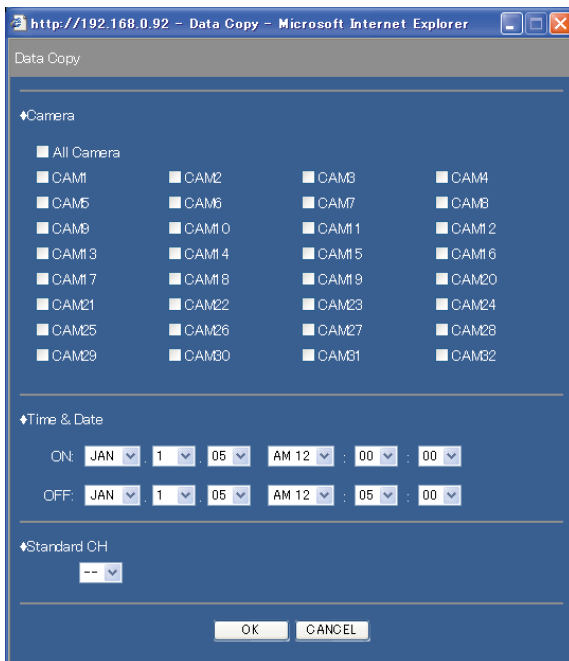 http://192.168.0.92 - Data Copy - Microsoft Internet Explorer
Data Copy
♦Camera
All Camera
CAM1 CAM2 CAM3 CAM4
CAM5 CAM6 CAM7 CAM8
CAM9 CAM10 CAM11 CAM12
CAM13 CAM14 CAM15 CAM16
CAM17 CAM18 CAM19 CAM20
CAM21 CAM22 CAM23 CAM24
CAM25 CAM26 CAM27 CAM28
CAM29 CAM30 CAM31 CAM32
♦Time & Date
ON: JAN . 1 . 05 AM 12 : 00 : 00
OFF: JAN . 1 . 05 AM 12 : 05 : 00
♦Standard CH
--
OK CANCEL